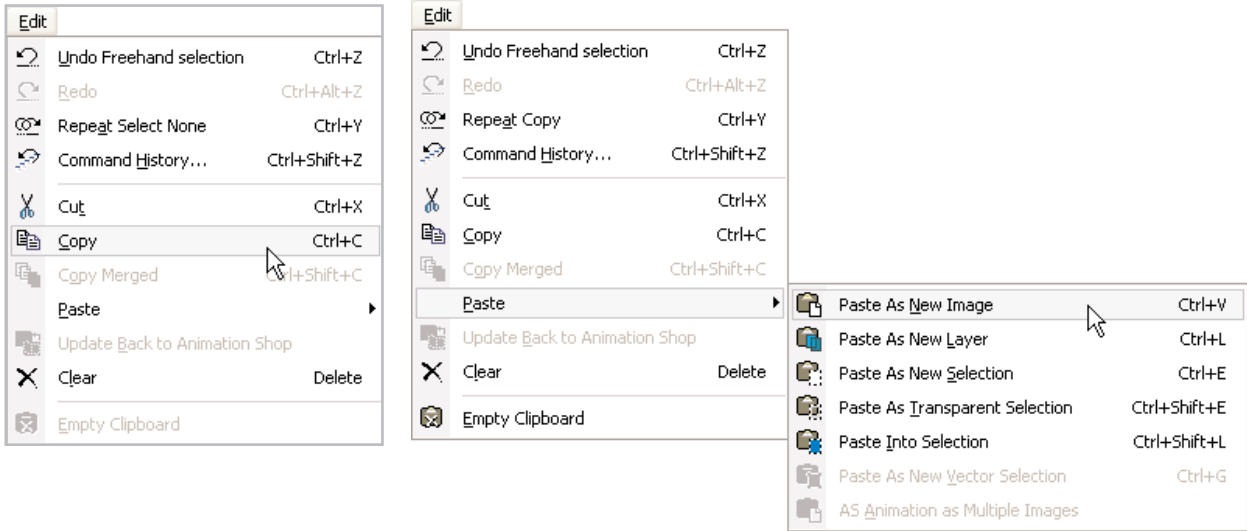 Edit
Undo Freehand selection Ctrl+Z
Redo Ctrl+Alt+Z
Repeat Select None Ctrl+Y
Command History... Ctrl+Shift+Z
Cut Ctrl+X
Copy Ctrl+C
Copy Merged Ctrl+Shift+C
Paste
Update Back to Animation Shop
Clear Delete
Empty Clipboard
Edit
Undo Freehand selection Ctrl+Z
Redo Ctrl+Alt+Z
Repeat Copy Ctrl+Y
Command History... Ctrl+Shift+Z
Cut Ctrl+X
Copy Ctrl+C
Copy Merged Ctrl+Shift+C
Paste
Update Back to Animation Shop
Clear Delete
Empty Clipboard
Paste As New Image Ctrl+V
Paste As New Layer Ctrl+L
Paste As New Selection Ctrl+E
Paste As Transparent Selection Ctrl+Shift+E
Paste Into Selection Ctrl+Shift+L
Paste As New Vector Selection Ctrl+G
AS Animation as Multiple Images